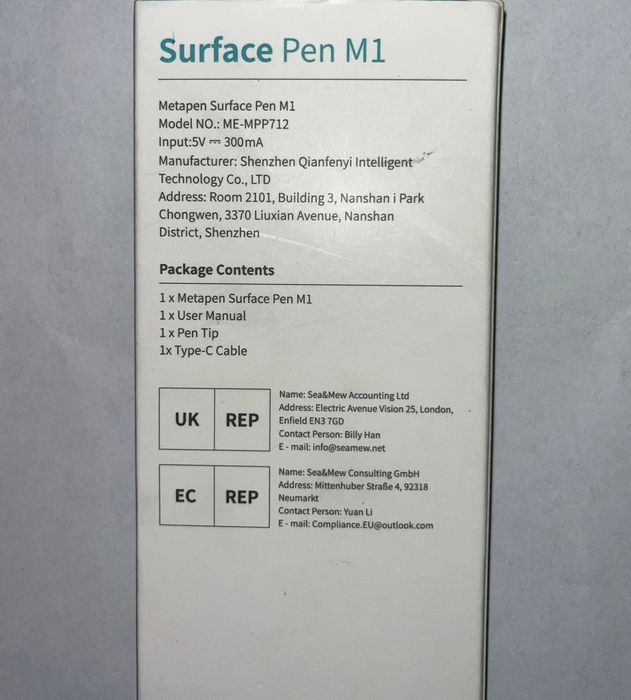 Surface Pen M1
Metapen Surface Pen M1
Model NO.: ME-MPP712
Input:5V ⎓ 300mA
Manufacturer: Shenzhen Qianfenyi Intelligent
Technology Co., LTD
Address: Room 2101, Building 3, Nanshan i Park
Chongwen, 3370 Liuxian Avenue, Nanshan
District, Shenzhen
Package Contents
1 x Metapen Surface Pen M1
1 x User Manual
1 x Pen Tip
1x Type-C Cable
UK REP
Name: Sea&Mew Accounting Ltd
Address: Electric Avenue Vision 25, London,
Enfield EN3 7GD
Contact Person: Billy Han
E - mail: info@seamew.net
EC REP
Name: Sea&Mew Consulting GmbH
Address: Mittenhuber Straße 4, 92318
Neumarkt
Contact Person: Yuan Li
E - mail: Compliance.EU@outlook.com